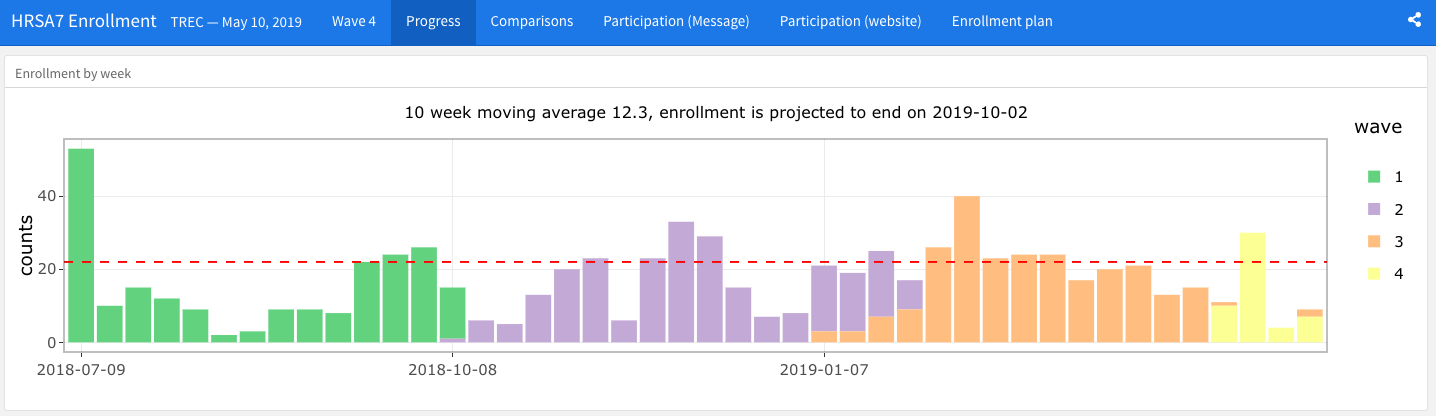 HRSA7 Enrollment TREC — May 10, 2019 Wave 4 Progress Comparisons Participation (Message) Participation (website) Enrollment plan
Enrollment by week
10 week moving average 12.3, enrollment is projected to end on 2019-10-02
wave
1
2
3
4
counts
40
20
0
2018-07-09 2018-10-08 2019-01-07